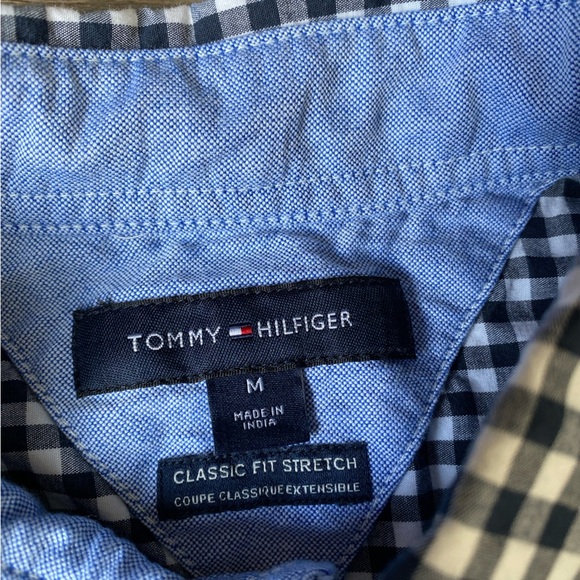 TOMMY HILFIGER
M
MADE IN
INDIA
CLASSIC FIT STRETCH
COUPE CLASSIQUE EXTENSIBLE